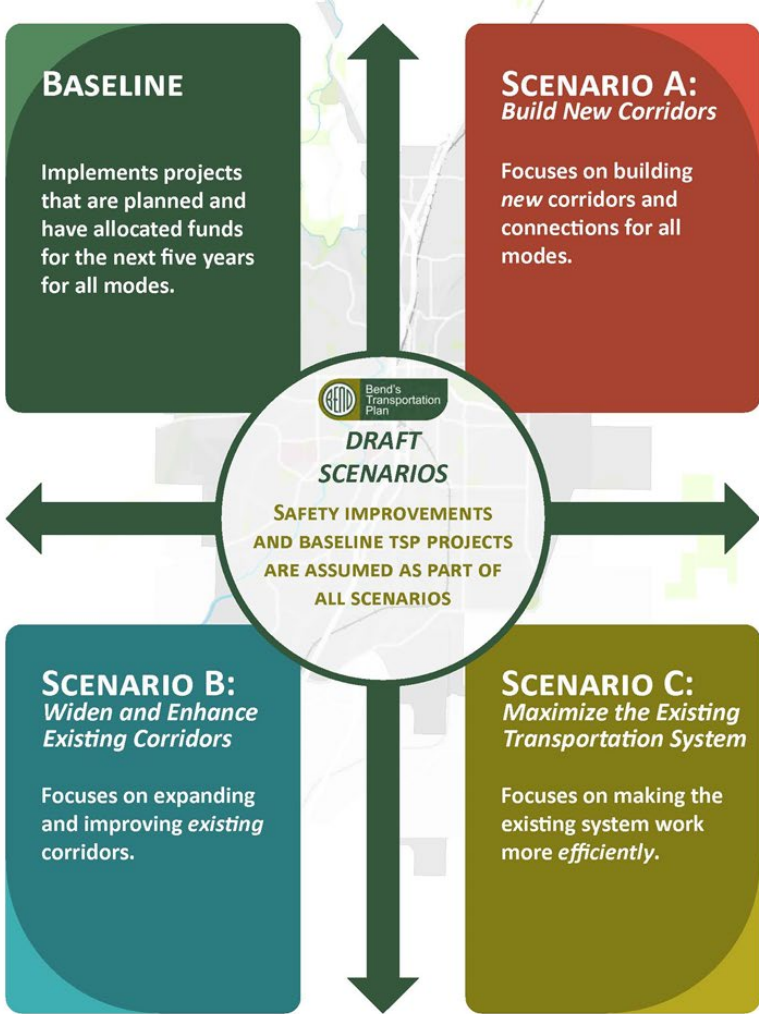 BASELINE
Implements projects
that are planned and
have allocated funds
for the next five years
for all modes.
SCENARIO A:
Build New Corridors
Focuses on building
new corridors and
connections for all
modes.
BEND
Bend's
Transportation
Plan
DRAFT
SCENARIOS
SAFETY IMPROVEMENTS
AND BASELINE TSP PROJECTS
ARE ASSUMED AS PART OF
ALL SCENARIOS
SCENARIO B:
Widen and Enhance
Existing Corridors
Focuses on expanding
and improving existing
corridors.
SCENARIO C:
Maximize the Existing
Transportation System
Focuses on making the
existing system work
more efficiently.